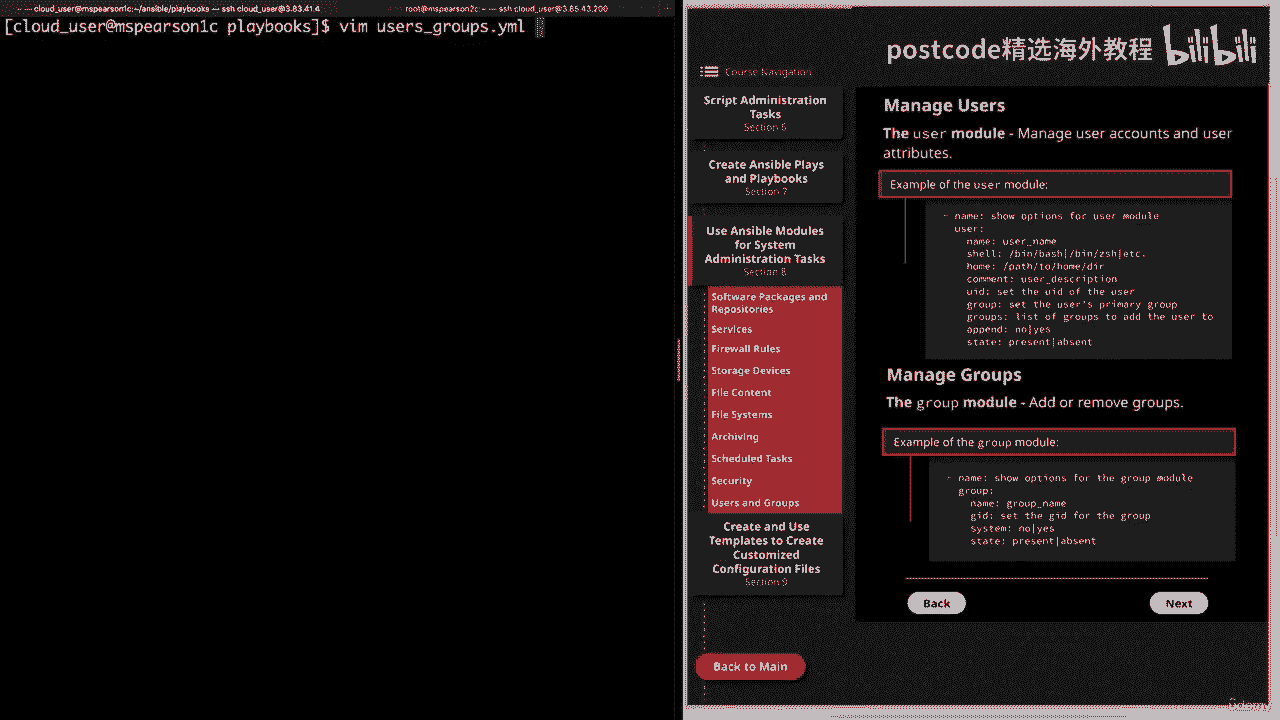 — cloud_user@mspearson1c:~/ansible/playbooks — ssh cloud_user@3.83.41.4
root@mspearson2c:~ — ssh cloud_user@3.85.43.200
[cloud_user@mspearson1c playbooks]$ vim users_groups.yml
postcode精选海外教程 bilibili
Course Navigation
Script Administration
Tasks
Section 6
Create Ansible Plays
and Playbooks
Section 7
Use Ansible Modules
for System
Administration Tasks
Section 8
Software Packages and
Repositories
Services
Firewall Rules
Storage Devices
File Content
File Systems
Archiving
Scheduled Tasks
Security
Users and Groups
Create and Use
Templates to Create
Customized
Configuration Files
Section 9
Back to Main
Manage Users
The user module - Manage user accounts and user
attributes.
Example of the user module:
- name: show options for user module
user:
name: user_name
shell: /bin/bash|/bin/zsh|etc.
home: /path/to/home/dir
comment: user_description
uid: set the uid of the user
group: set the user's primary group
groups: list of groups to add the user to
append: no|yes
state: present|absent
Manage Groups
The group module - Add or remove groups.
Example of the group module:
- name: show options for the group module
group:
name: group_name
gid: set the gid for the group
system: no|yes
state: present|absent
Back
Next
Udemy